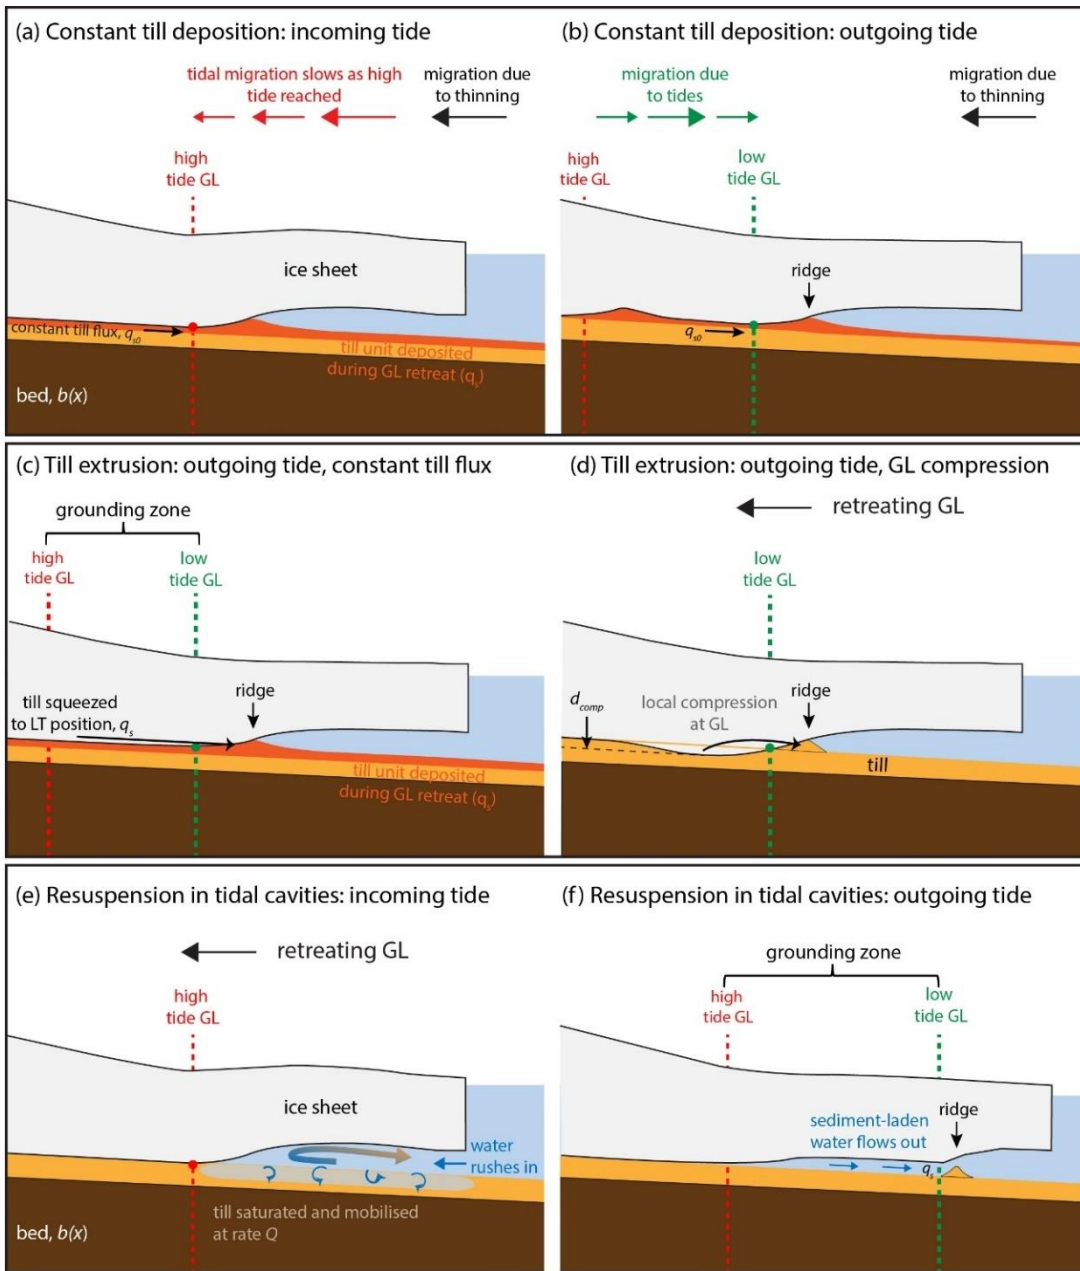 (a) Constant till deposition: incoming tide
tidal migration slows as high
tide reached
migration due
to thinning
high
tide GL
ice sheet
constant till flux, qs0
till unit deposited
during GL retreat (qs)
bed, b(x)
(b) Constant till deposition: outgoing tide
migration due
to tides
migration due
to thinning
high
tide GL
low
tide GL
ridge
qs0
(c) Till extrusion: outgoing tide, constant till flux
grounding zone
high
tide GL
low
tide GL
till squeezed
to LT position, qs
ridge
till unit deposited
during GL retreat (qs)
(d) Till extrusion: outgoing tide, GL compression
retreating GL
low
tide GL
dcomp
local compression
at GL
ridge
till
(e) Resuspension in tidal cavities: incoming tide
retreating GL
high
tide GL
ice sheet
water
rushes in
till saturated and mobilised
at rate Q
bed, b(x)
(f) Resuspension in tidal cavities: outgoing tide
grounding zone
high
tide GL
low
tide GL
ridge
sediment-laden
water flows out
qs